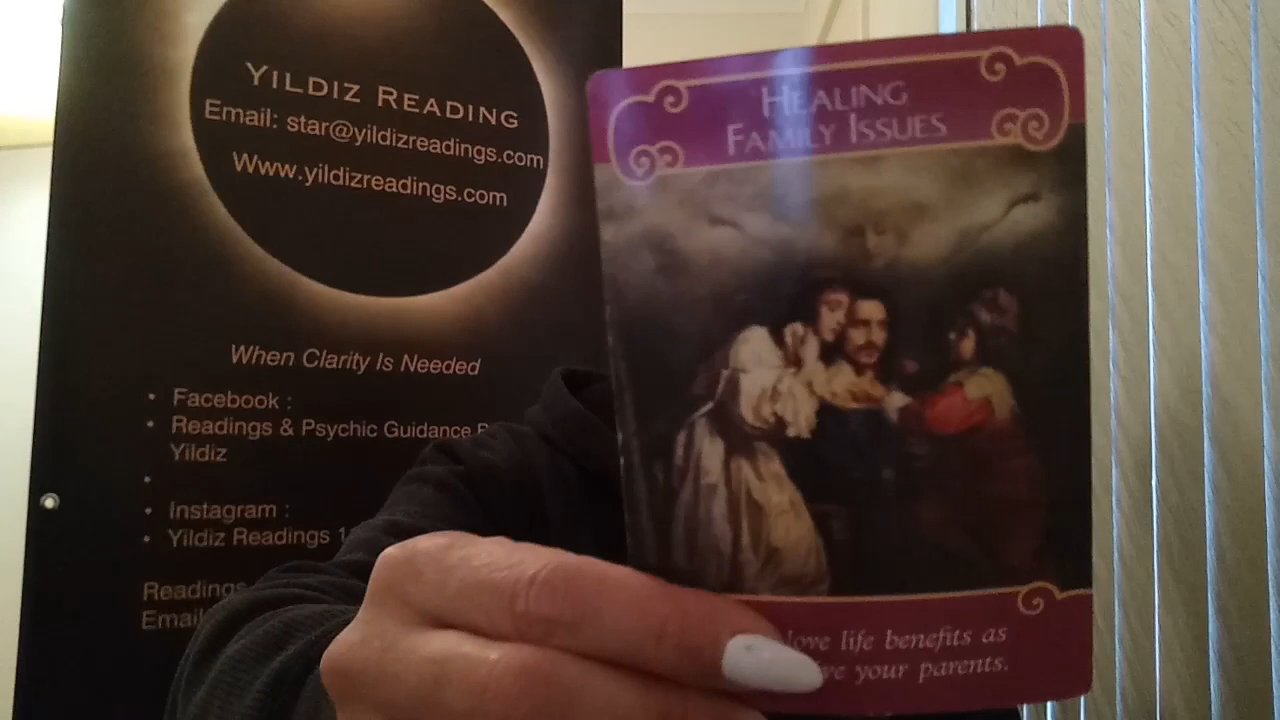 YILDIZ READING
Email: star@yildizreadings.com
Www.yildizreadings.com
When Clarity Is Needed
• Facebook :
• Readings & Psychic Guidance
Yildiz
•
• Instagram :
• Yildiz Readings
Readings
Email
HEALING
FAMILY ISSUES
love life benefits as
your parents.